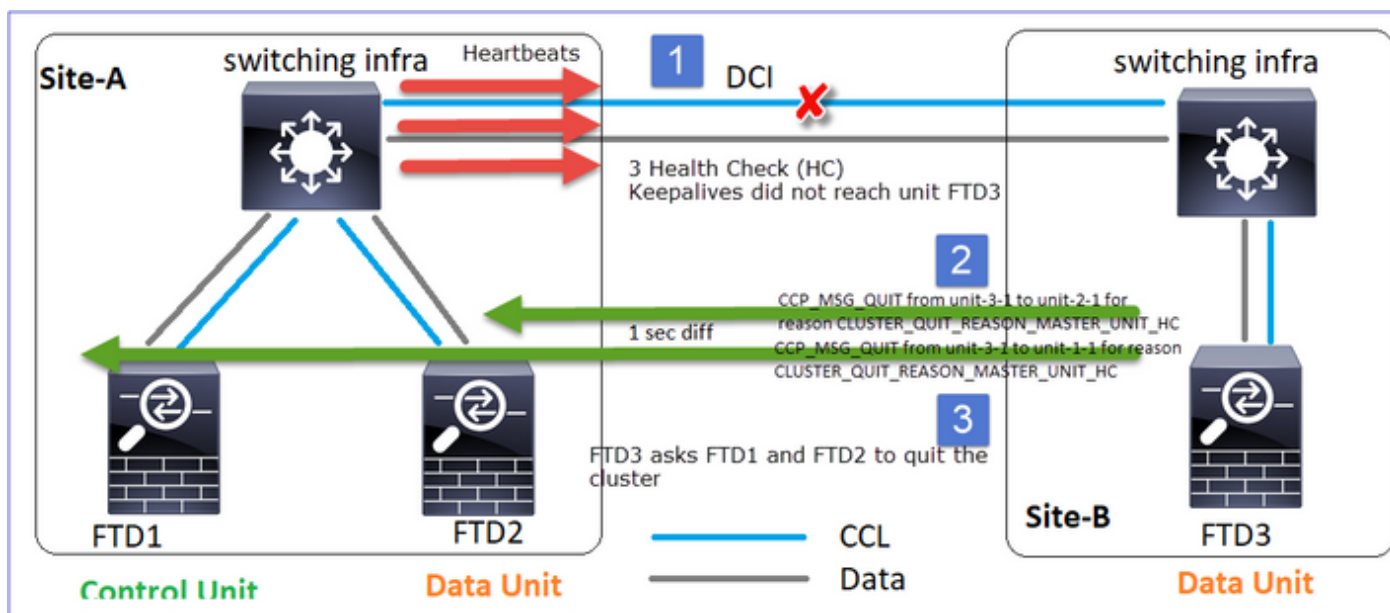 Site-A
switching infra
Heartbeats
1
DCI
switching infra
3 Health Check (HC)
Keepalives did not reach unit FTD3
2
CCP_MSG_QUIT from unit-3-1 to unit-2-1 for
reason CLUSTER_QUIT_REASON_MASTER_UNIT_HC
1 sec diff
CCP_MSG_QUIT from unit-3-1 to unit-1-1 for reason
CLUSTER_QUIT_REASON_MASTER_UNIT_HC
3
FTD3 asks FTD1 and FTD2 to quit the
cluster
Site-B
FTD1
FTD2
FTD3
CCL
Data
Control Unit
Data Unit
Data Unit